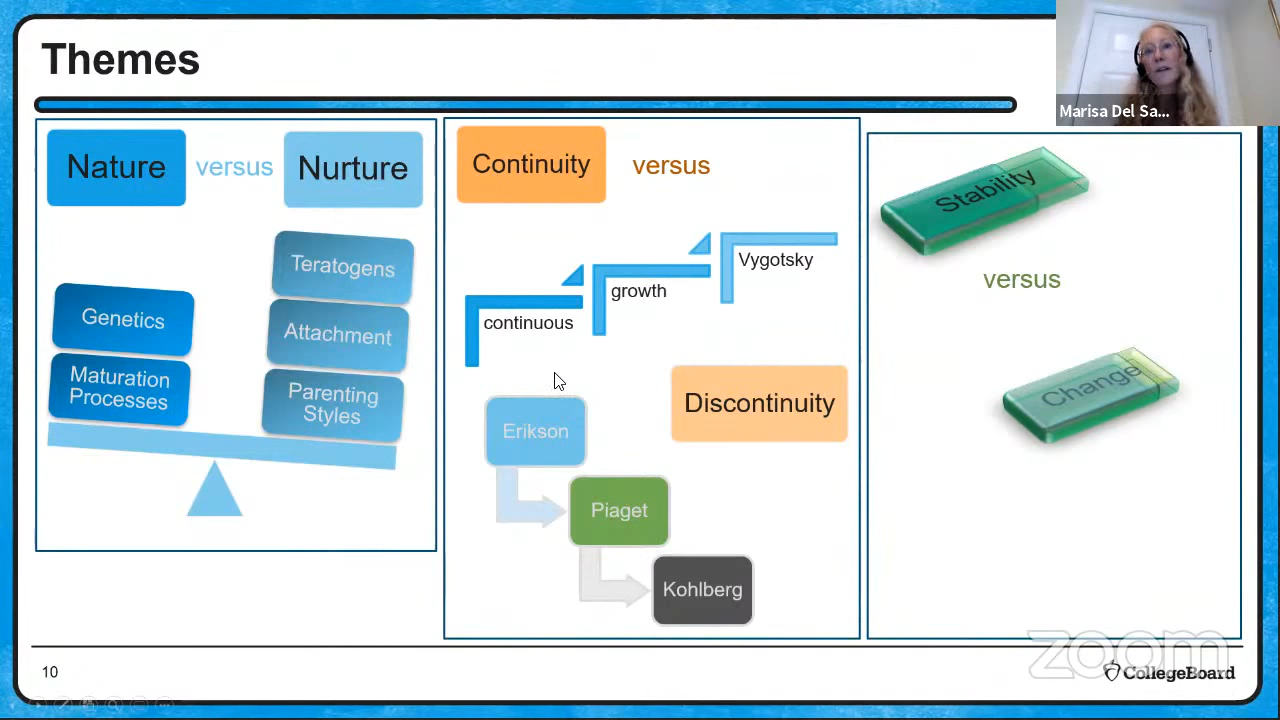 Themes
Marisa Del Sa...
Nature versus Nurture
Teratogens
Genetics
Attachment
Maturation
Processes
Parenting
Styles
Continuity versus
Vygotsky
growth
continuous
Discontinuity
Erikson
Piaget
Kohlberg
Stability
versus
Change
10
zoom
CollegeBoard